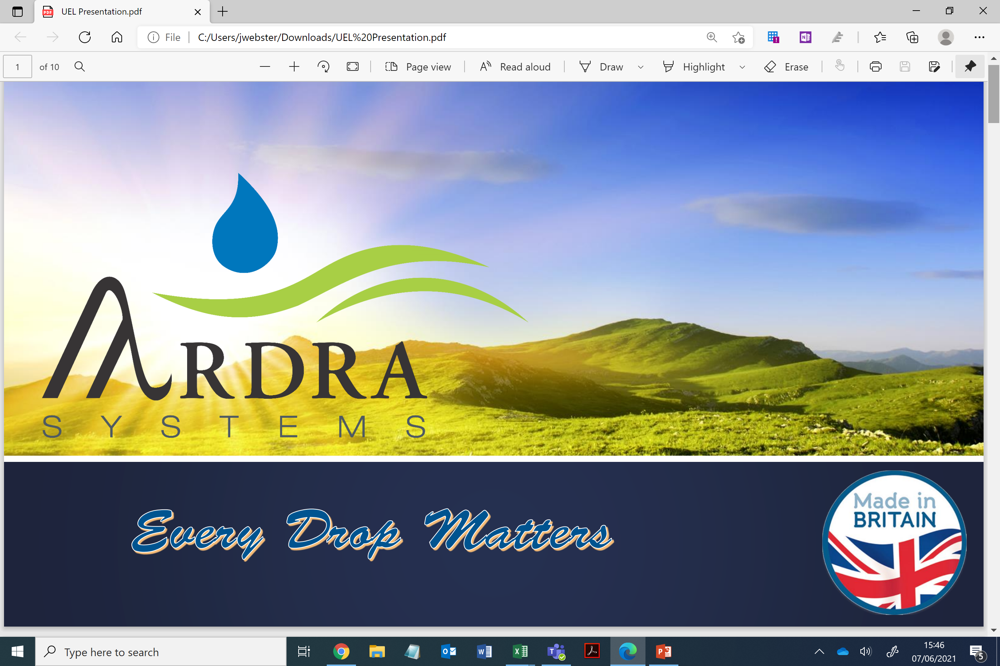 UEL Presentation.pdf
File C:/Users/jwebster/Downloads/UEL%20Presentation.pdf
1 of 10 Page view Read aloud Draw Highlight Erase
ARDRA
SYSTEMS
Every Drop Matters
Made in
BRITAIN
Type here to search
15:46
07/06/2021
5